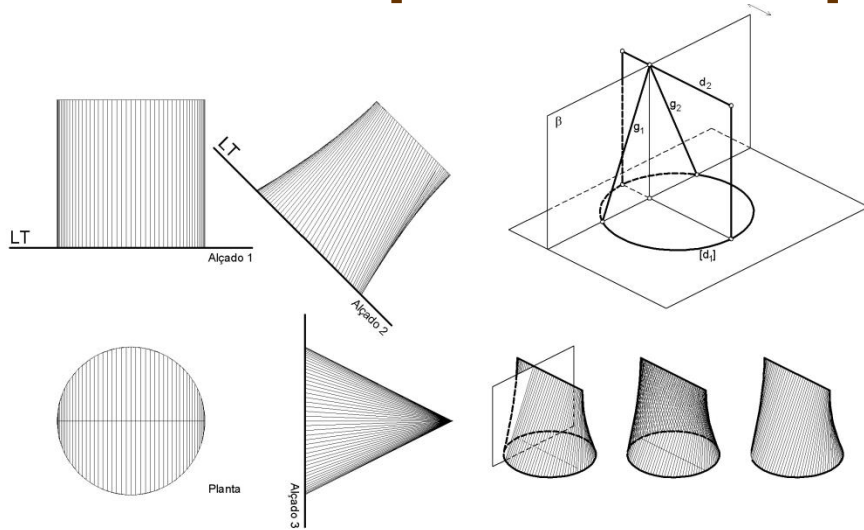 LT
Alçado 1
LT
Alçado 2
β
d2
g1
g2
[d1]
Planta
Alçado 3